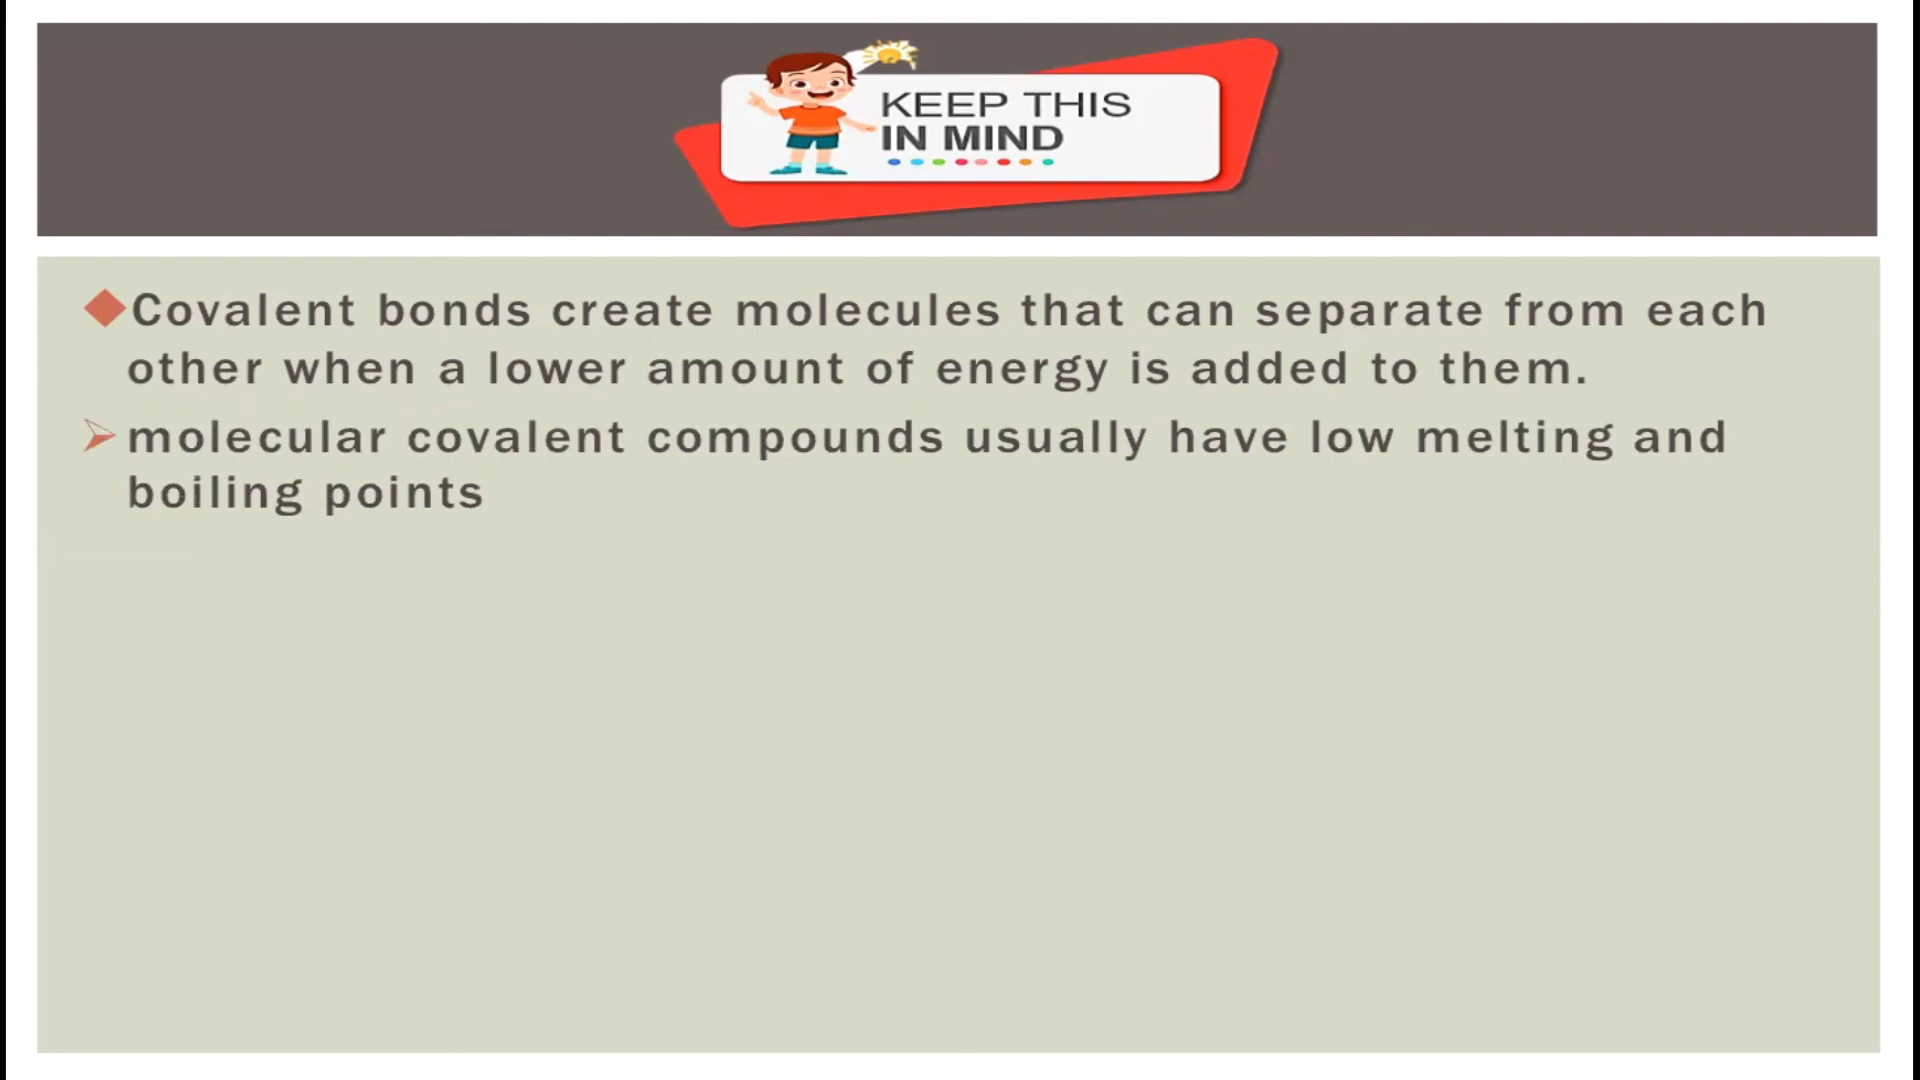 KEEP THIS
IN MIND
Covalent bonds create molecules that can separate from each
other when a lower amount of energy is added to them.
molecular covalent compounds usually have low melting and
boiling points